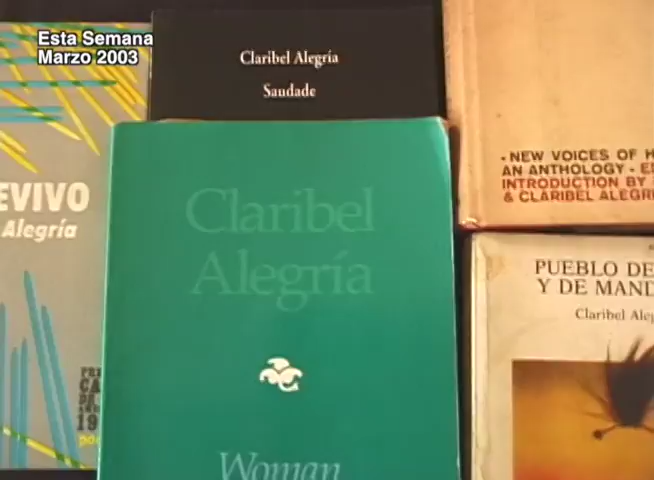 Esta Semana
Marzo 2003
Claribel Alegría
Saudade
EVIVO
Alegría
Claribel
Alegría
Woman
· NEW VOICES OF H
AN ANTHOLOGY · E
INTRODUCTION BY
& CLARIBEL ALEGR
PUEBLO DE
Y DE MAND
Claribel Aleg